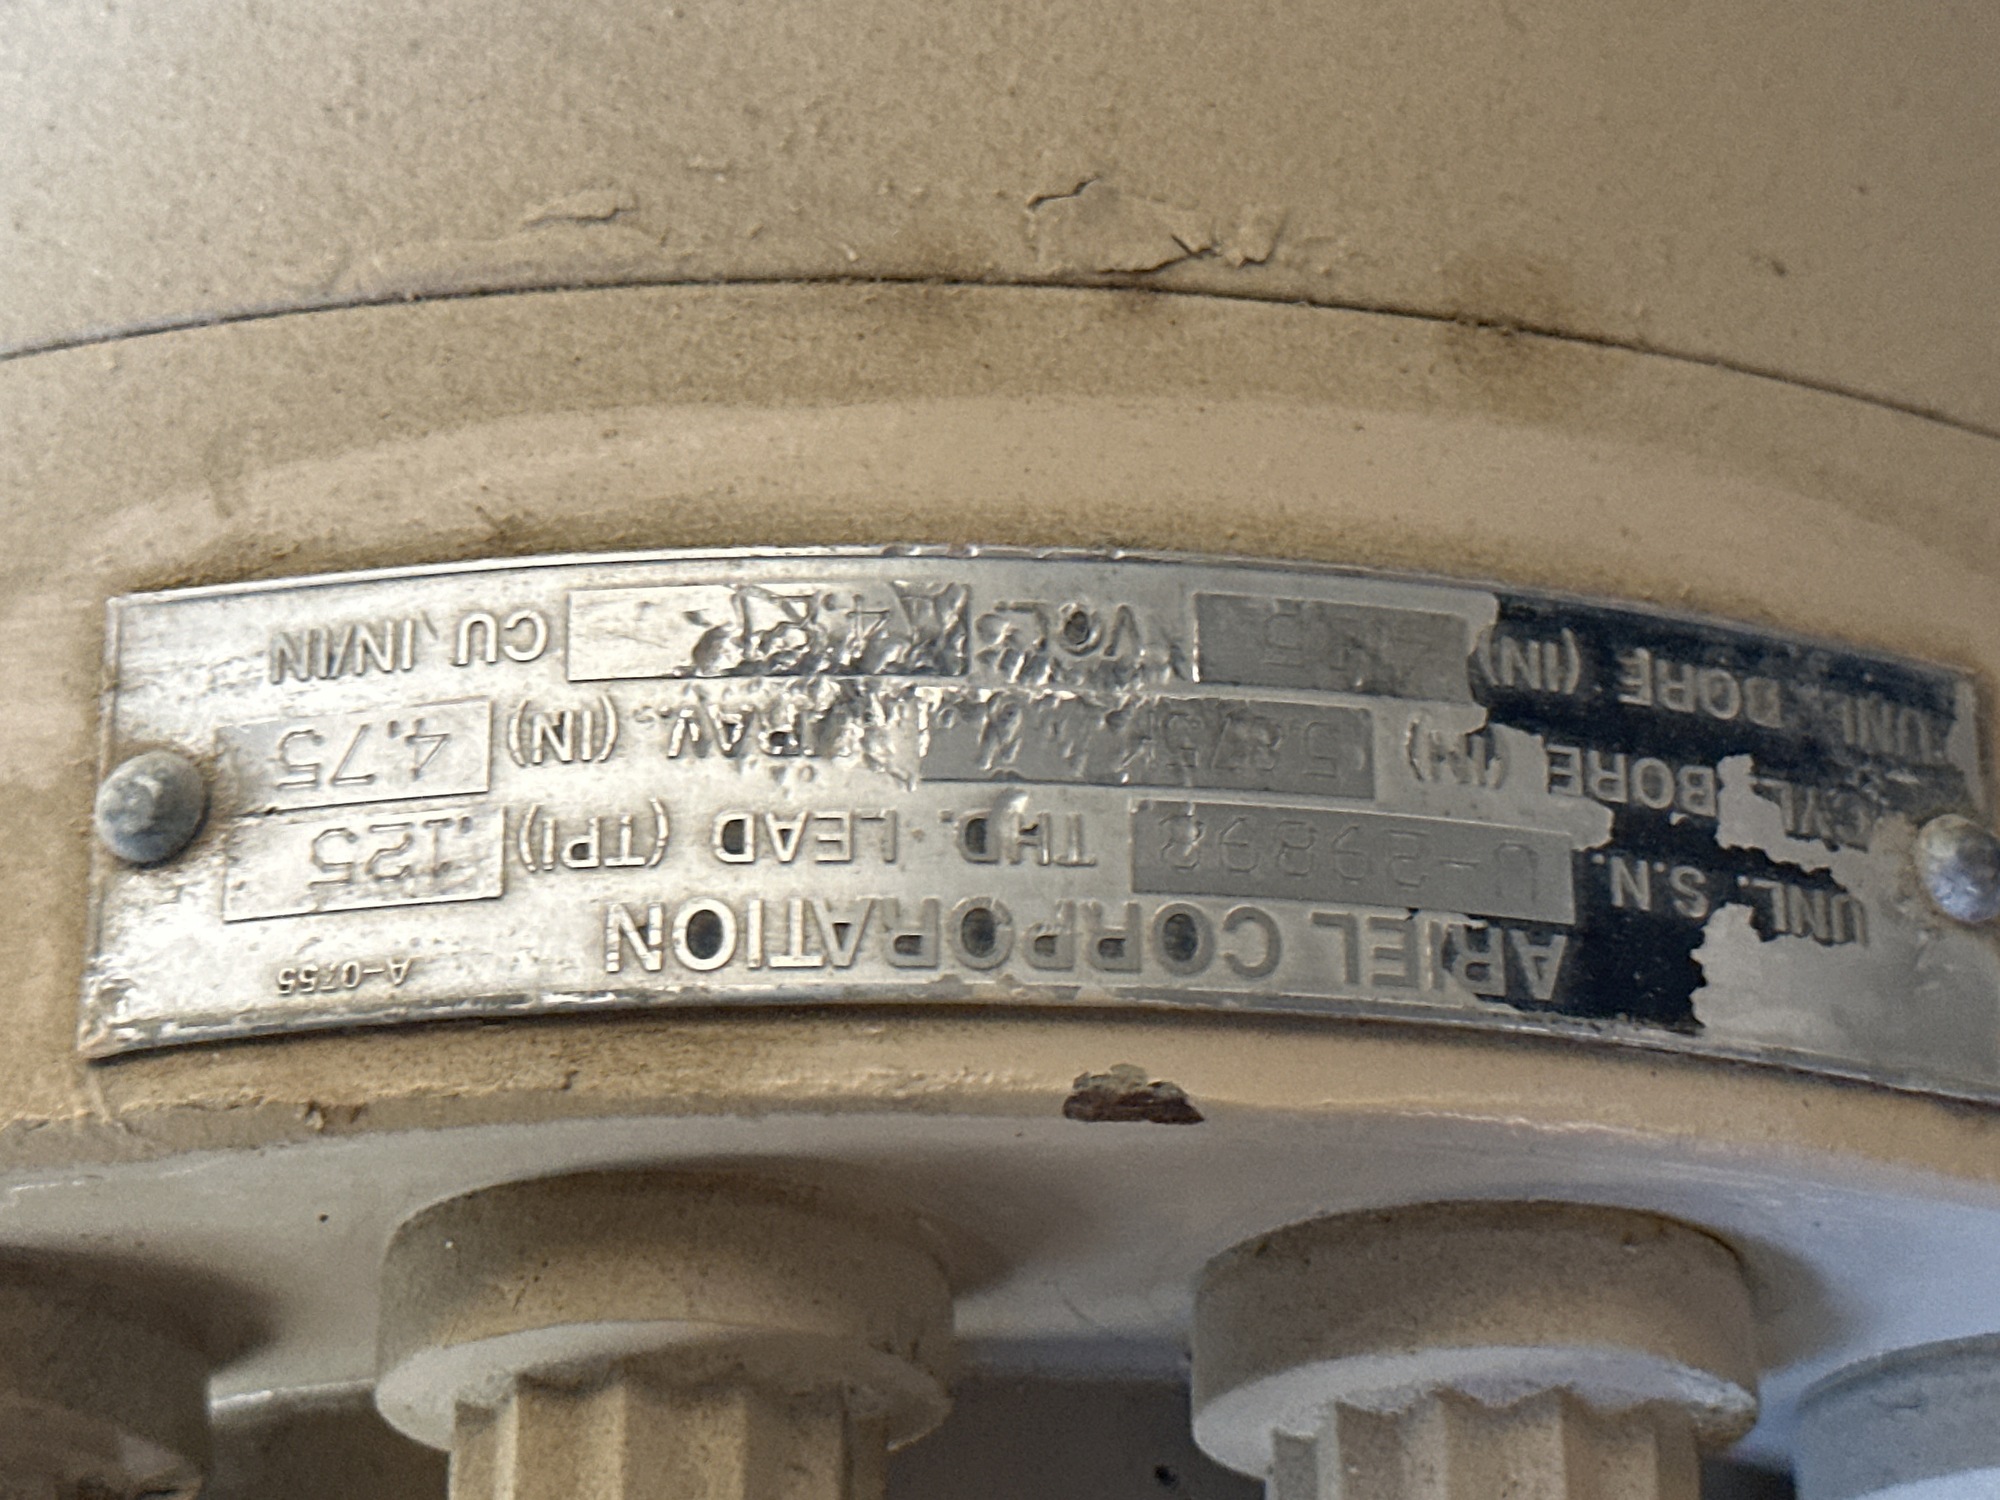 ARIEL CORPORATION A-0755
UNL. S.N. U-29898 THD. LEAD (TPI) .125
CYL. BORE (IN) 5.875 TRAV. (IN) 4.75
UNL. BORE (IN) VOL. CU IN/IN